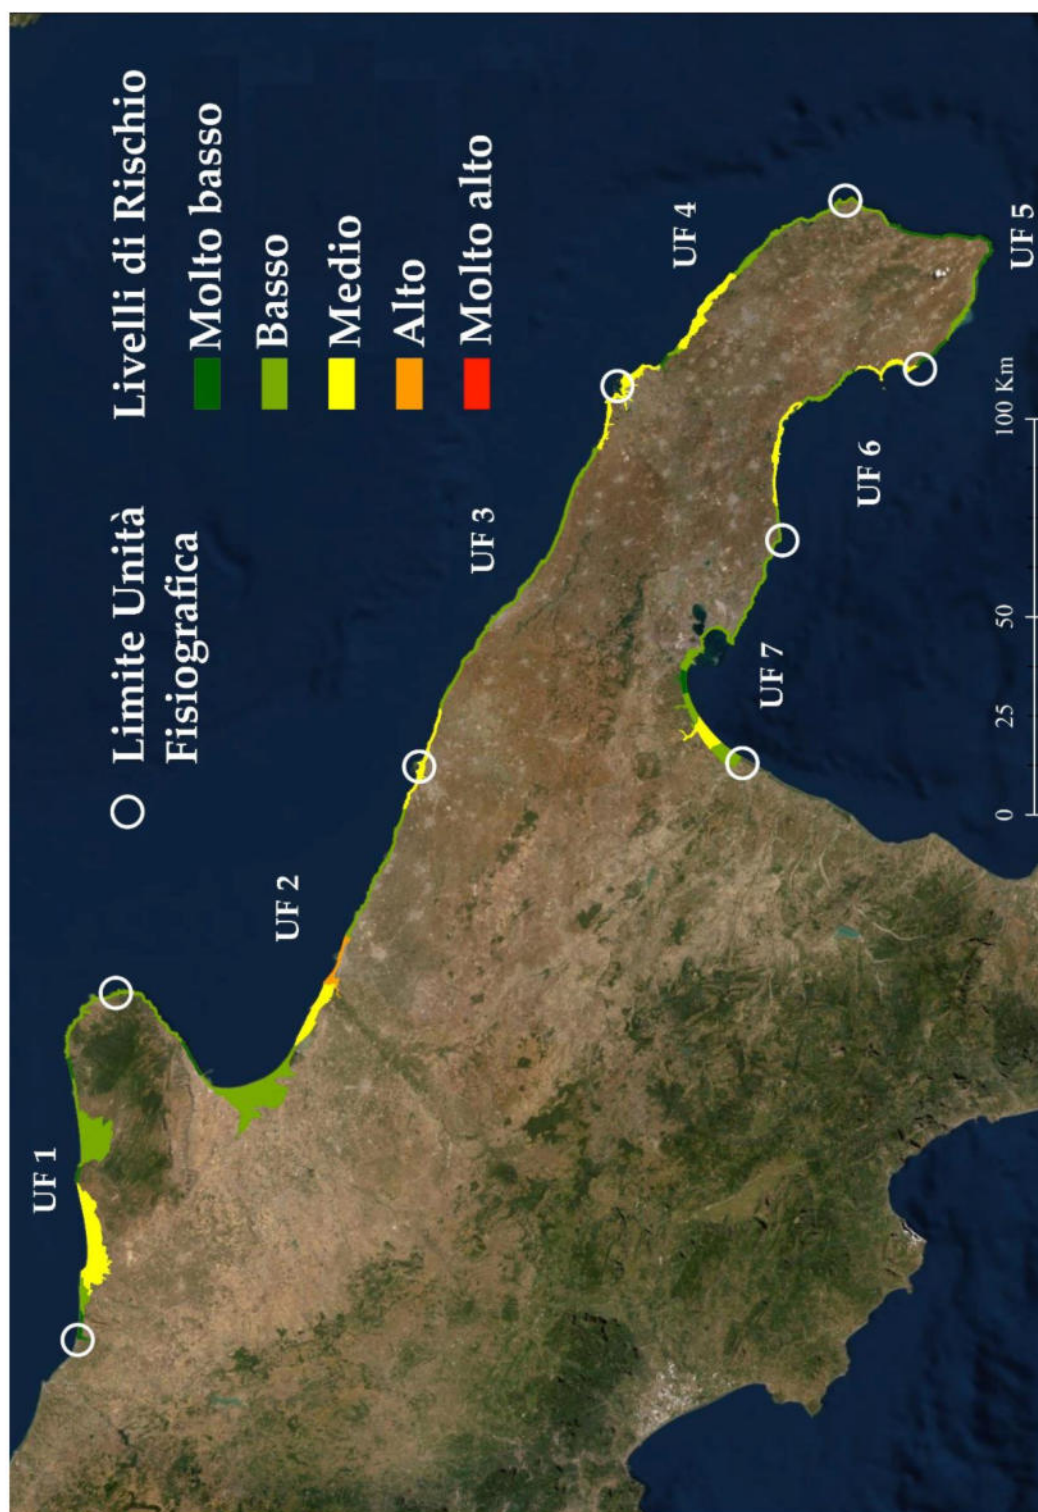 Limite Unità
Fisiografica
Livelli di Rischio
Molto basso
Basso
Medio
Alto
Molto alto
UF 1
UF 2
UF 3
UF 4
UF 5
UF 6
UF 7
0 25 50 100 Km